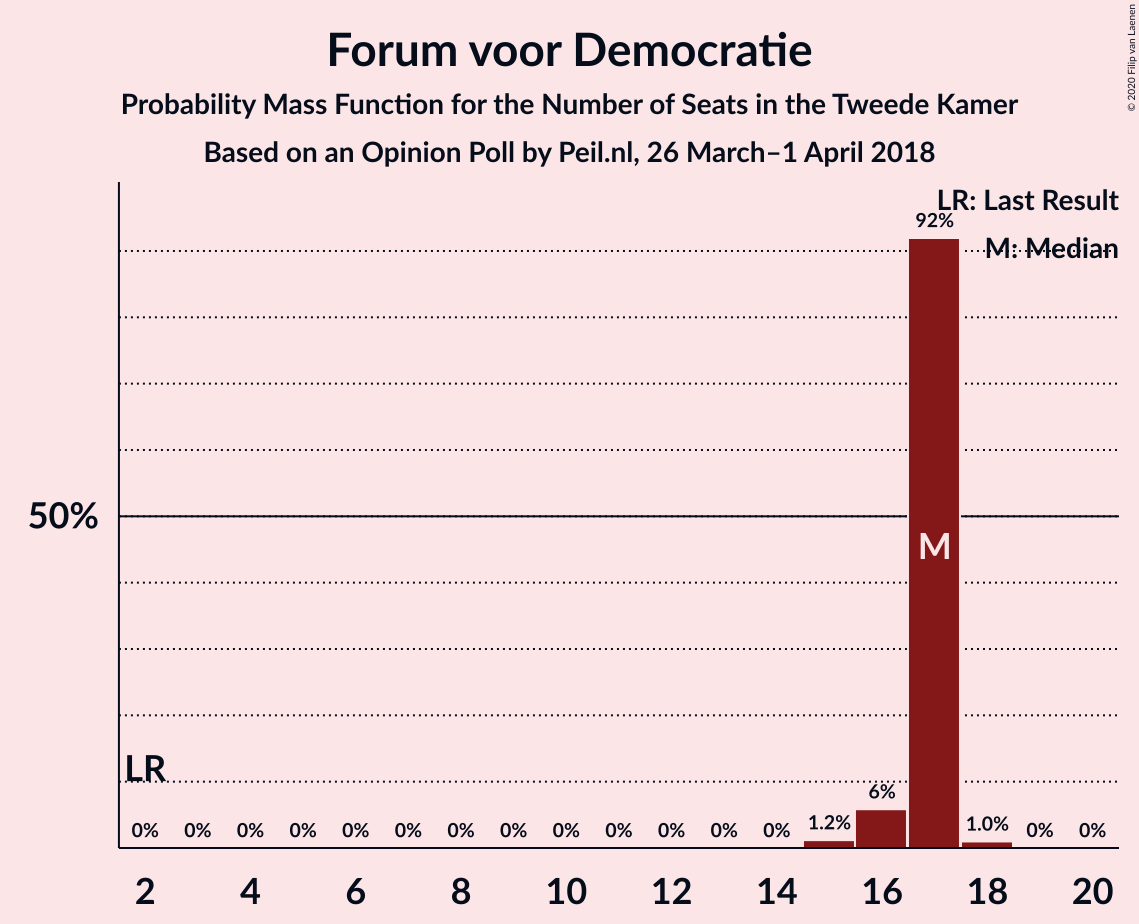 Forum voor Democratie
Probability Mass Function for the Number of Seats in the Tweede Kamer
Based on an Opinion Poll by Peil.nl, 26 March–1 April 2018
© 2020 Filip van Laenen
LR: Last Result
M: Median
92%
50%
M
LR
0% 0% 0% 0% 0% 0% 0% 0% 0% 0% 0% 0% 0% 1.2% 6% 1.0% 0% 0%
2 4 6 8 10 12 14 16 18 20